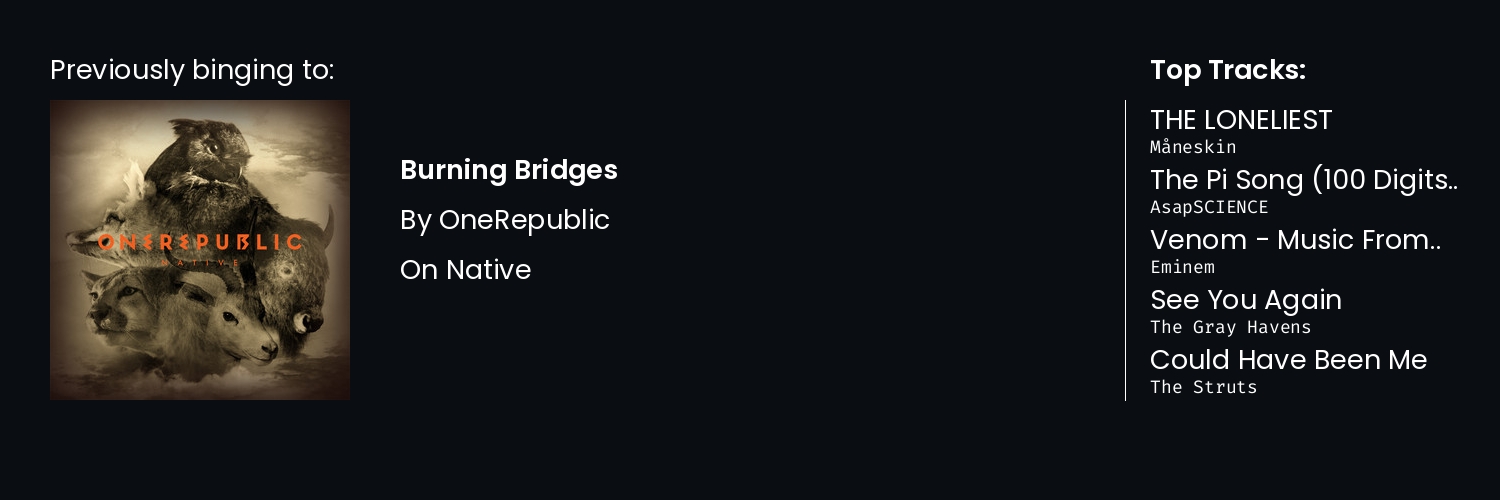 Previously binging to:
ONEREPUBLIC
NATIVE
Burning Bridges
By OneRepublic
On Native
Top Tracks:
THE LONELIEST
Måneskin
The Pi Song (100 Digits..
AsapSCIENCE
Venom - Music From..
Eminem
See You Again
The Gray Havens
Could Have Been Me
The Struts